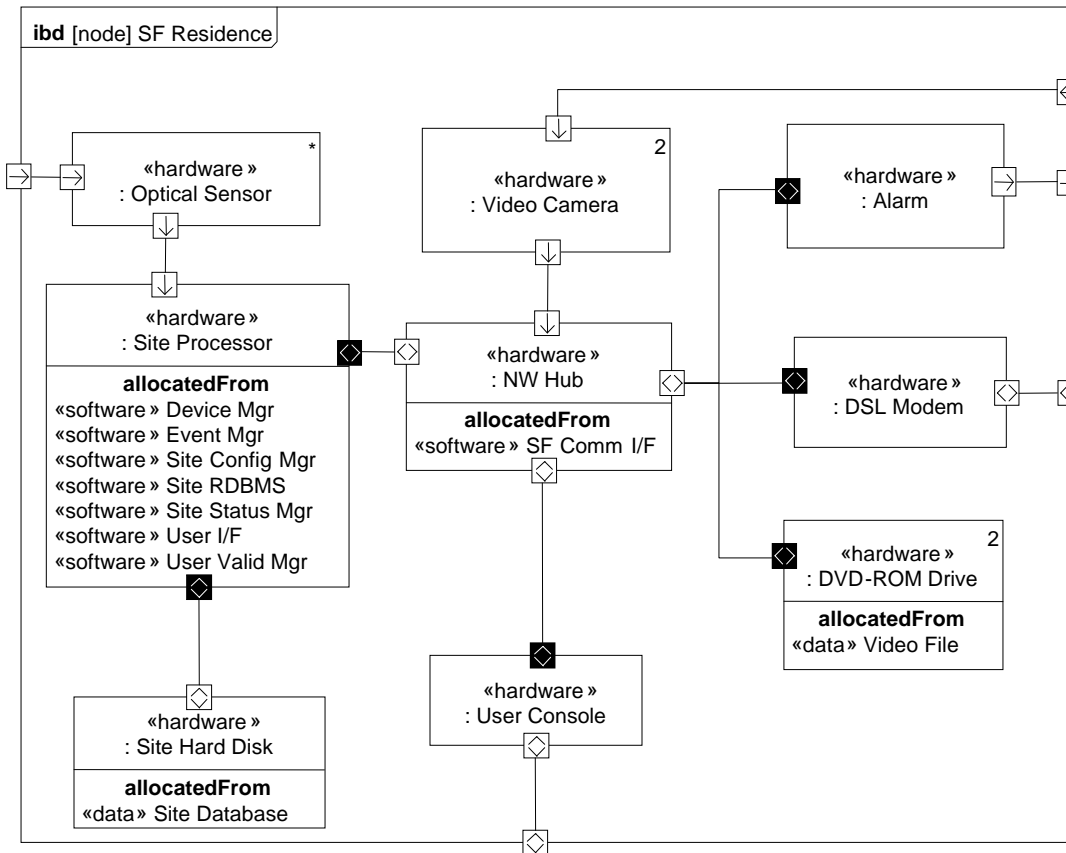 ibd [node] SF Residence
*
«hardware »
: Optical Sensor
2
«hardware »
: Video Camera
«hardware »
: Alarm
«hardware »
: Site Processor
allocatedFrom
«software » Device Mgr
«software » Event Mgr
«software » Site Config Mgr
«software » Site RDBMS
«software » Site Status Mgr
«software » User I/F
«software » User Valid Mgr
«hardware »
: NW Hub
allocatedFrom
«software » SF Comm I/F
«hardware »
: DSL Modem
2
«hardware »
: DVD-ROM Drive
allocatedFrom
«data» Video File
«hardware »
: Site Hard Disk
allocatedFrom
«data» Site Database
«hardware »
: User Console